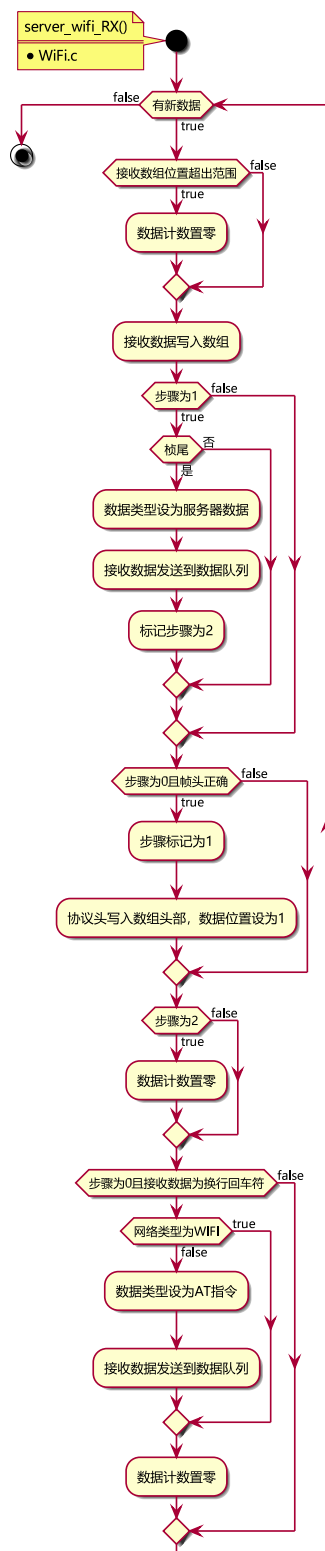 server_wifi_RX()
• WiFi.c
false
有新数据
true
接收数组位置超出范围
false
true
数据计数置零
接收数据写入数组
步骤为1
false
true
桢尾
否
是
数据类型设为服务器数据
接收数据发送到数据队列
标记步骤为2
步骤为0且帧头正确
false
true
步骤标记为1
协议头写入数组头部，数据位置设为1
步骤为2
false
true
数据计数置零
步骤为0且接收数据为换行回车符
false
网络类型为WIFI
true
false
数据类型设为AT指令
接收数据发送到数据队列
数据计数置零